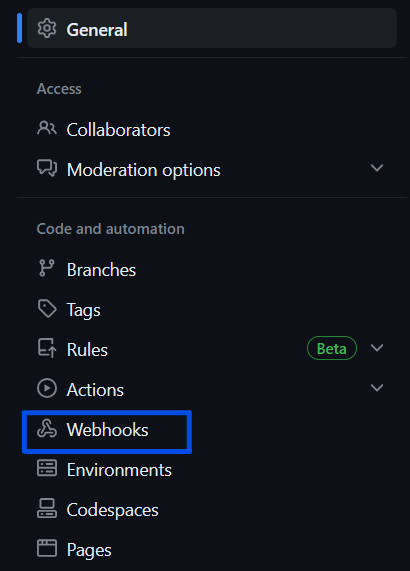 General
Access
Collaborators
Moderation options
Code and automation
Branches
Tags
Rules Beta
Actions
Webhooks
Environments
Codespaces
Pages